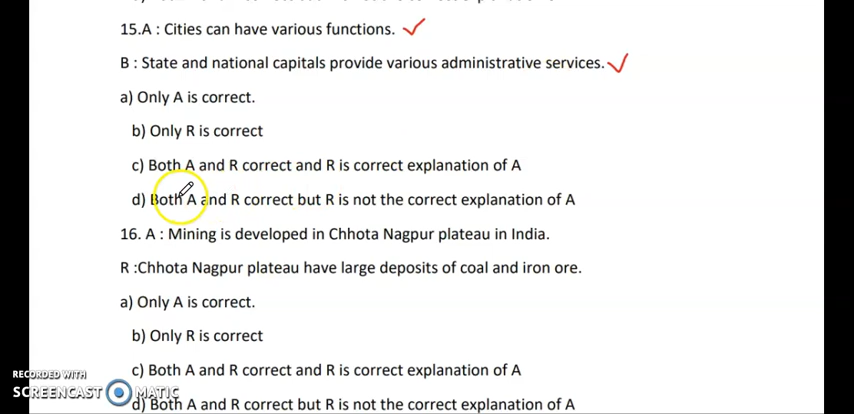 15.A : Cities can have various functions.
B : State and national capitals provide various administrative services.
a) Only A is correct.
b) Only R is correct
c) Both A and R correct and R is correct explanation of A
d) Both A and R correct but R is not the correct explanation of A
16. A : Mining is developed in Chhota Nagpur plateau in India.
R :Chhota Nagpur plateau have large deposits of coal and iron ore.
a) Only A is correct.
b) Only R is correct
c) Both A and R correct and R is correct explanation of A
d) Both A and R correct but R is not the correct explanation of A
RECORDED WITH
SCREENCAST MATIC